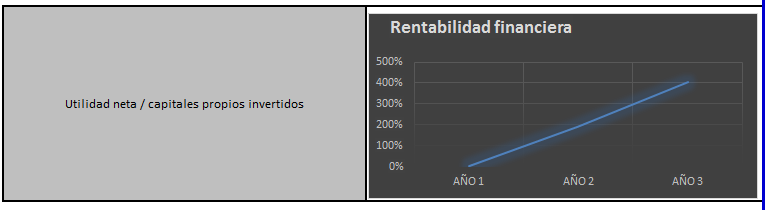 Utilidad neta / capitales propios invertidos
Rentabilidad financiera
500%
400%
300%
200%
100%
0%
AÑO 1 AÑO 2 AÑO 3